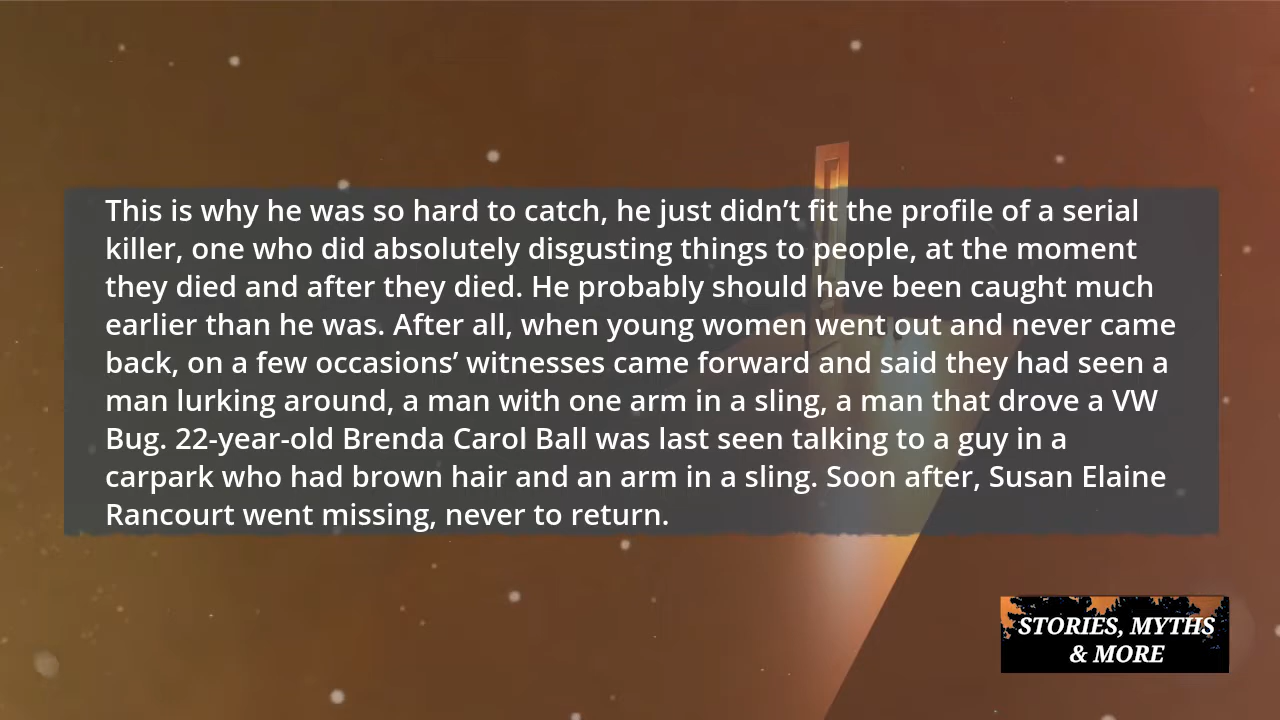 This is why he was so hard to catch, he just didn’t fit the profile of a serial
killer, one who did absolutely disgusting things to people, at the moment
they died and after they died. He probably should have been caught much
earlier than he was. After all, when young women went out and never came
back, on a few occasions’ witnesses came forward and said they had seen a
man lurking around, a man with one arm in a sling, a man that drove a VW
Bug. 22-year-old Brenda Carol Ball was last seen talking to a guy in a
carpark who had brown hair and an arm in a sling. Soon after, Susan Elaine
Rancourt went missing, never to return.
STORIES, MYTHS
& MORE